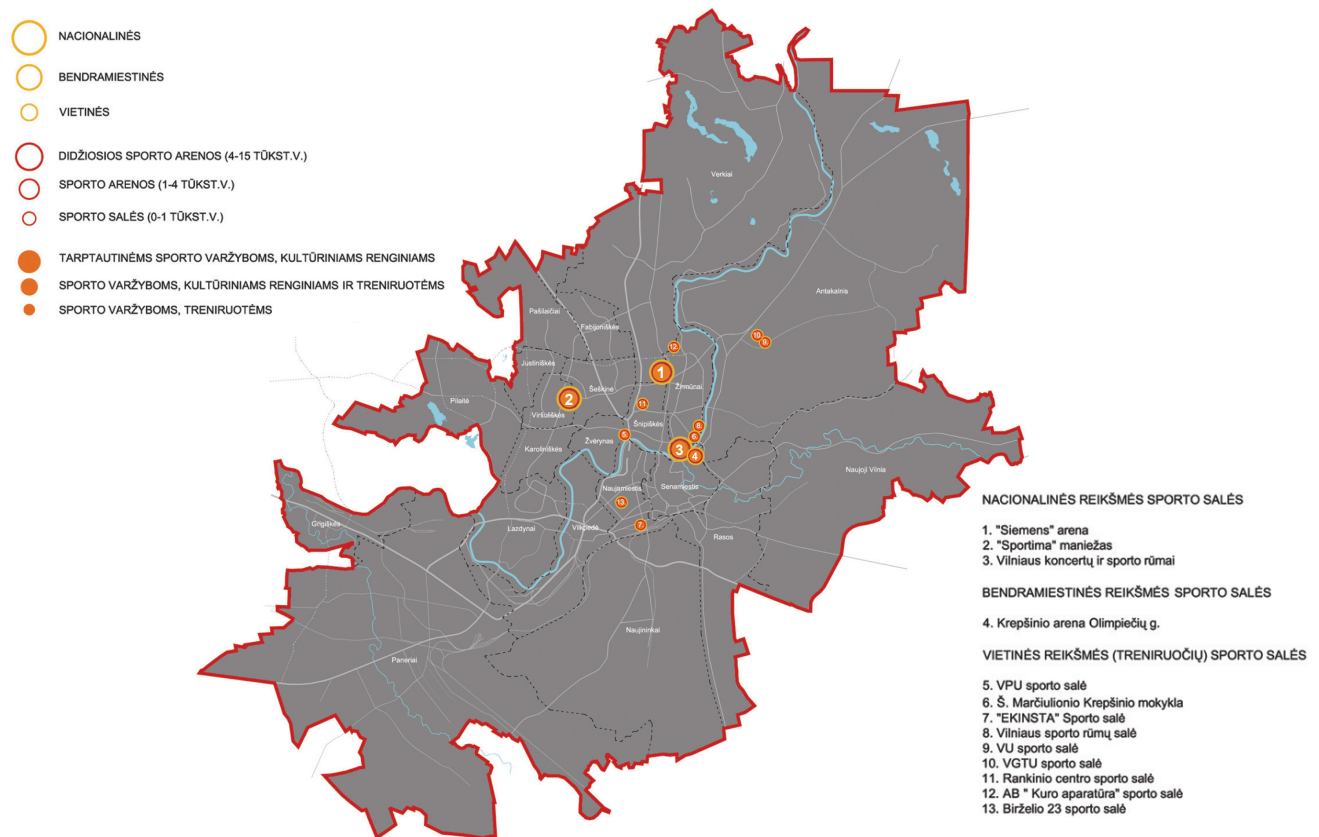 NACIONALINĖS
BENDRAMIESTINĖS
VIETINĖS
DIDŽIOSIOS SPORTO ARENOS (4-15 TŪKST.V.)
SPORTO ARENOS (1-4 TŪKST.V.)
SPORTO SALĖS (0-1 TŪKST.V.)
TARPTAUTINĖMS SPORTO VARŽYBOMS, KULTŪRINIAMS RENGINIAMS
SPORTO VARŽYBOMS, KULTŪRINIAMS RENGINIAMS IR TRENIRUOTĖMS
SPORTO VARŽYBOMS, TRENIRUOTĖMS
Verkiai
Antakalnis
Pašilaičiai
Fabijoniškės
10.
9.
12.
Justiniškės
Šeškinė
1
Žirmūnai
Pilaitė
2
11.
Viršuliškės
Šnipiškės
8.
5.
6.
Žvėrynas
Karoliniškės
3
4
Naujoji Vilnia
Naujamiestis
Senamiestis
13.
Grigiškės
Lazdynai
Vilkpėdė
7.
Rasos
Naujininkai
Paneriai
NACIONALINĖS REIKŠMĖS SPORTO SALĖS
1. "Siemens" arena
2. "Sportima" maniežas
3. Vilniaus koncertų ir sporto rūmai
BENDRAMIESTINĖS REIKŠMĖS SPORTO SALĖS
4. Krepšinio arena Olimpiečių g.
VIETINĖS REIKŠMĖS (TRENIRUOČIŲ) SPORTO SALĖS
5. VPU sporto salė
6. Š. Marčiulionio Krepšinio mokykla
7. "EKINSTA" Sporto salė
8. Vilniaus sporto rūmų salė
9. VU sporto salė
10. VGTU sporto salė
11. Rankinio centro sporto salė
12. AB " Kuro aparatūra" sporto salė
13. Birželio 23 sporto salė